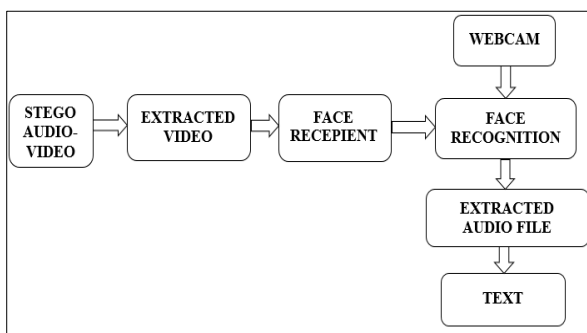 WEBCAM
STEGO
AUDIO-
VIDEO
EXTRACTED
VIDEO
FACE
RECEPIENT
FACE
RECOGNITION
EXTRACTED
AUDIO FILE
TEXT